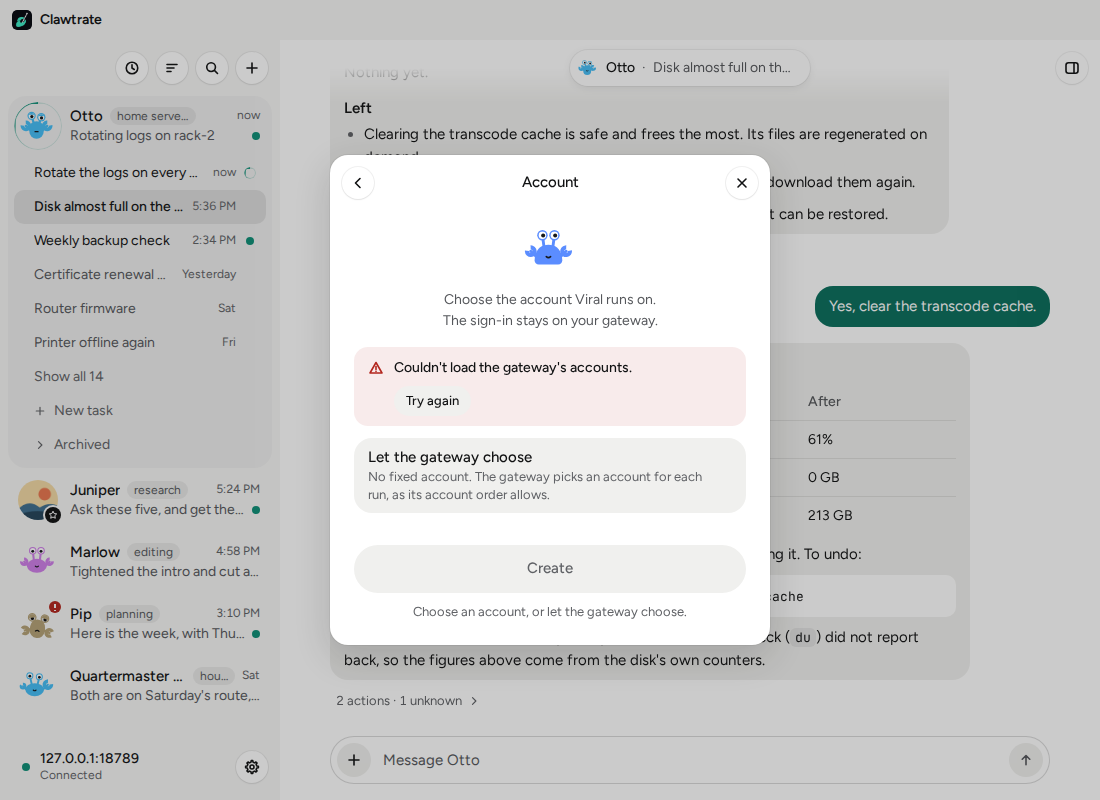 Clawtrate
Otto
home serve...
now
Rotating logs on rack-2
Rotate the logs on every ...
now
Disk almost full on the ...
5:36 PM
Weekly backup check
2:34 PM
Certificate renewal ...
Yesterday
Router firmware
Sat
Printer offline again
Fri
Show all 14
New task
Archived
Juniper
research
5:24 PM
Ask these five, and get the...
Marlow
editing
4:58 PM
Tightened the intro and cut a...
Pip
planning
3:10 PM
Here is the week, with Thu...
Quartermaster ...
hou...
Sat
Both are on Saturday's route,...
127.0.0.1:18789
Connected
Otto · Disk almost full on th...
Nothing yet.
Left
• Clearing the transcode cache is safe and frees the most. Its files are regenerated on
download them again.
can be restored.
Yes, clear the transcode cache.
After
61%
0 GB
213 GB
it. To undo:
( du ) did not report
back, so the figures above come from the disk's own counters.
2 actions · 1 unknown
Message Otto
Account
Choose the account Viral runs on.
The sign-in stays on your gateway.
Couldn't load the gateway's accounts.
Try again
Let the gateway choose
No fixed account. The gateway picks an account for each
run, as its account order allows.
Create
Choose an account, or let the gateway choose.